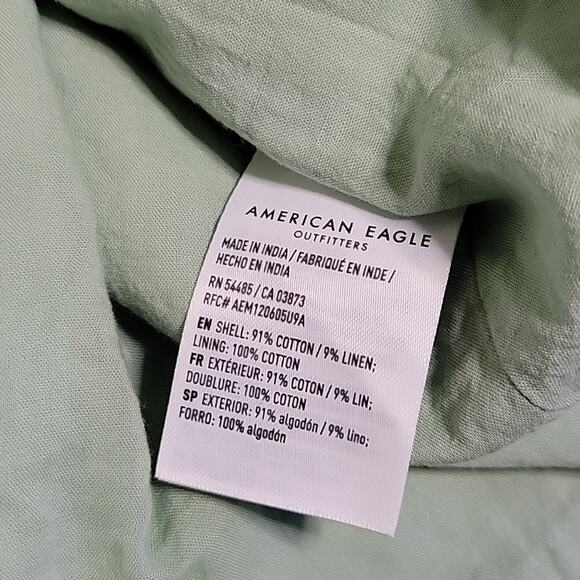 AMERICAN EAGLE
OUTFITTERS
MADE IN INDIA / FABRIQUÉ EN INDE /
HECHO EN INDIA
RN 54485 / CA 03873
RFC# AEM120605U9A
EN SHELL: 91% COTTON / 9% LINEN;
LINING: 100% COTTON
FR EXTÉRIEUR: 91% COTON / 9% LIN;
DOUBLURE: 100% COTON
SP EXTERIOR: 91% algodón / 9% lino;
FORRO: 100% algodón